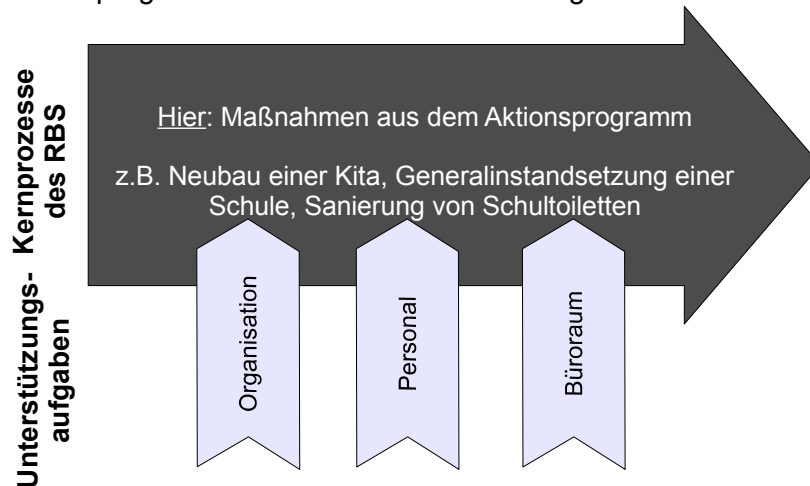 Hier: Maßnahmen aus dem Aktionsprogramm
z.B. Neubau einer Kita, Generalinstandsetzung einer
Schule, Sanierung von Schultoiletten
Kernprozesse
des RBS
Unterstützungs-
aufgaben
Organisation
Personal
Büroraum